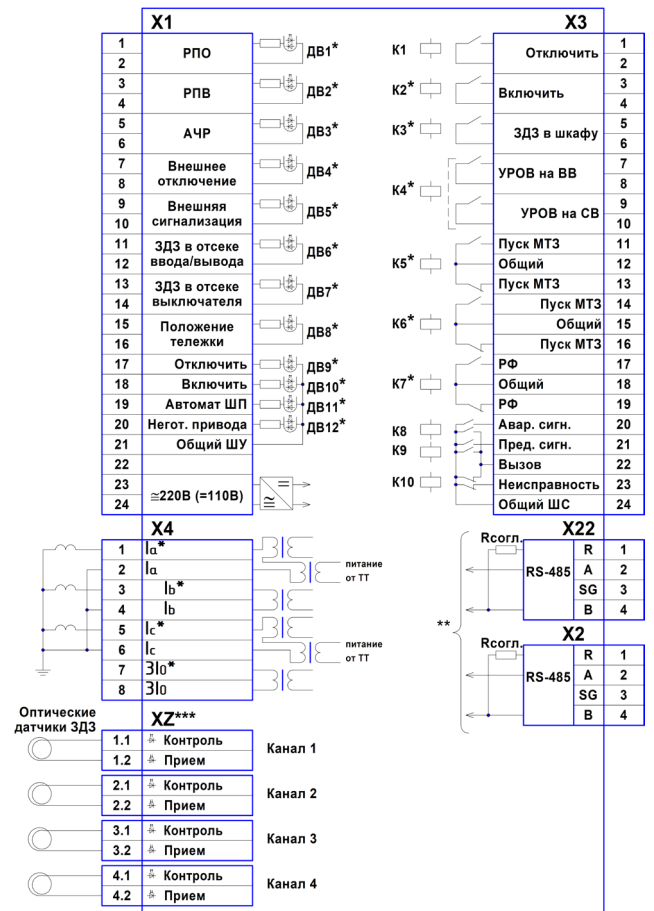 X1
1
РПО
ДВ1*
2
3
РПВ
ДВ2*
4
5
АЧР
ДВ3*
6
7
Внешнее
отключение
ДВ4*
8
9
Внешняя
сигнализация
ДВ5*
10
11
ЗДЗ в отсеке
ввода/вывода
ДВ6*
12
13
ЗДЗ в отсеке
выключателя
ДВ7*
14
15
Положение
тележки
ДВ8*
16
17 Отключить ДВ9*
18 Включить ДВ10*
19 Автомат ШП ДВ11*
20 Негот. привода ДВ12*
21 Общий ШУ
22
23
≅220В (=110В)
24
X3
К1 Отключить 1
2
К2* Включить 3
4
К3* ЗДЗ в шкафу 5
6
К4* УРОВ на ВВ 7
8
УРОВ на СВ 9
10
Пуск МТЗ 11
К5* Общий 12
Пуск МТЗ 13
Пуск МТЗ 14
К6* Общий 15
Пуск МТЗ 16
РФ 17
К7* Общий 18
РФ 19
К8 Авар. сигн. 20
К9 Пред. сигн. 21
Вызов 22
К10 Неисправность 23
Общий ШС 24
X4
1 Ia*
2 Ia
питание
от ТТ
3 Ib*
4 Ib
5 Ic*
6 Ic
питание
от ТТ
7 3I0*
8 3I0
**
X22
Rсогл.
RS-485
R 1
A 2
SG 3
B 4
X2
Rсогл.
RS-485
R 1
A 2
SG 3
B 4
Оптические
датчики ЗДЗ
XZ***
1.1 Контроль
1.2 Прием
Канал 1
2.1 Контроль
2.2 Прием
Канал 2
3.1 Контроль
3.2 Прием
Канал 3
4.1 Контроль
4.2 Прием
Канал 4